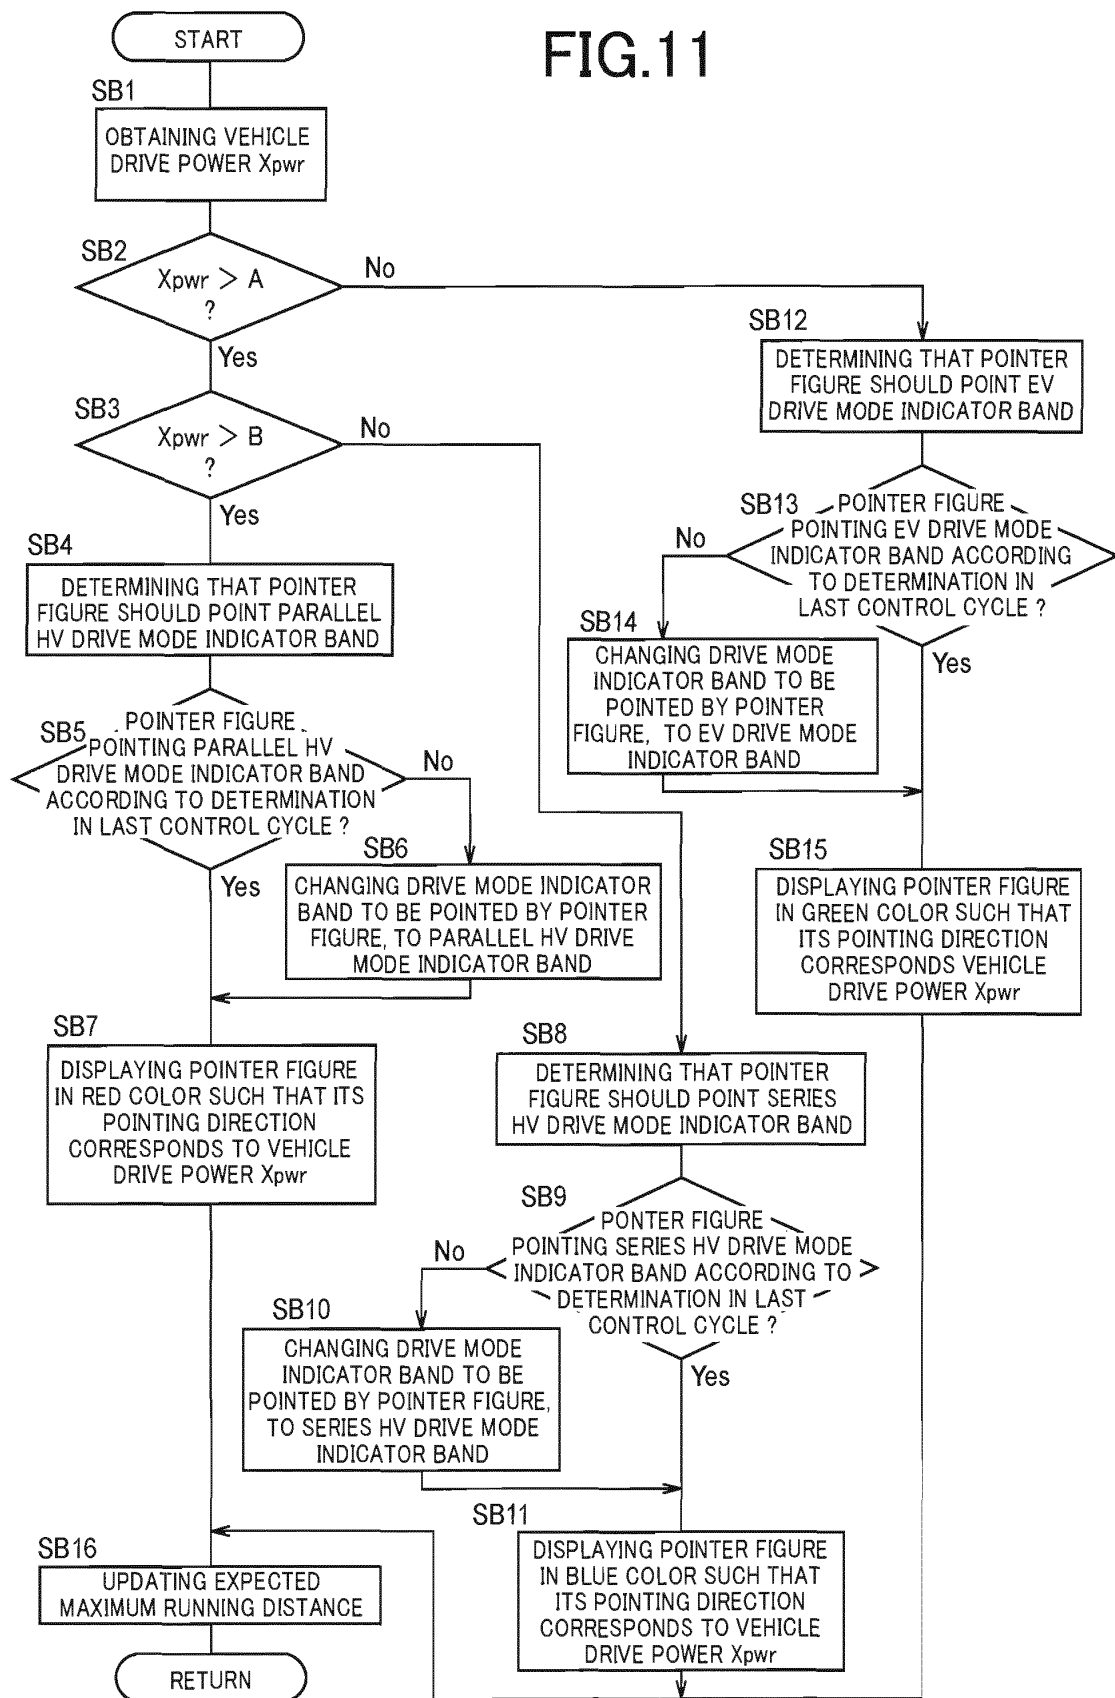 START
FIG.11
SB1
OBTAINING VEHICLE
DRIVE POWER Xpwr
SB2
Xpwr > A
?
No
Yes
SB3
Xpwr > B
?
No
Yes
SB4
DETERMINING THAT POINTER
FIGURE SHOULD POINT PARALLEL
HV DRIVE MODE INDICATOR BAND
SB5
POINTER FIGURE
POINTING PARALLEL HV
DRIVE MODE INDICATOR BAND
ACCORDING TO DETERMINATION
IN LAST CONTROL CYCLE ?
No
Yes
SB6
CHANGING DRIVE MODE INDICATOR
BAND TO BE POINTED BY POINTER
FIGURE, TO PARALLEL HV DRIVE
MODE INDICATOR BAND
SB7
DISPLAYING POINTER FIGURE
IN RED COLOR SUCH THAT ITS
POINTING DIRECTION
CORRESPONDS TO VEHICLE
DRIVE POWER Xpwr
SB12
DETERMINING THAT POINTER
FIGURE SHOULD POINT EV
DRIVE MODE INDICATOR BAND
SB13
POINTER FIGURE
POINTING EV DRIVE MODE
INDICATOR BAND ACCORDING
TO DETERMINATION IN
LAST CONTROL CYCLE ?
No
Yes
SB14
CHANGING DRIVE MODE
INDICATOR BAND TO BE
POINTED BY POINTER
FIGURE, TO EV DRIVE MODE
INDICATOR BAND
SB15
DISPLAYING POINTER FIGURE
IN GREEN COLOR SUCH THAT
ITS POINTING DIRECTION
CORRESPONDS VEHICLE
DRIVE POWER Xpwr
SB8
DETERMINING THAT POINTER
FIGURE SHOULD POINT SERIES
HV DRIVE MODE INDICATOR BAND
SB9
PONTER FIGURE
POINTING SERIES HV DRIVE MODE
INDICATOR BAND ACCORDING TO
DETERMINATION IN LAST
CONTROL CYCLE ?
No
Yes
SB10
CHANGING DRIVE MODE
INDICATOR BAND TO BE
POINTED BY POINTER FIGURE,
TO SERIES HV DRIVE MODE
INDICATOR BAND
SB11
DISPLAYING POINTER FIGURE
IN BLUE COLOR SUCH THAT
ITS POINTING DIRECTION
CORRESPONDS TO VEHICLE
DRIVE POWER Xpwr
SB16
UPDATING EXPECTED
MAXIMUM RUNNING DISTANCE
RETURN